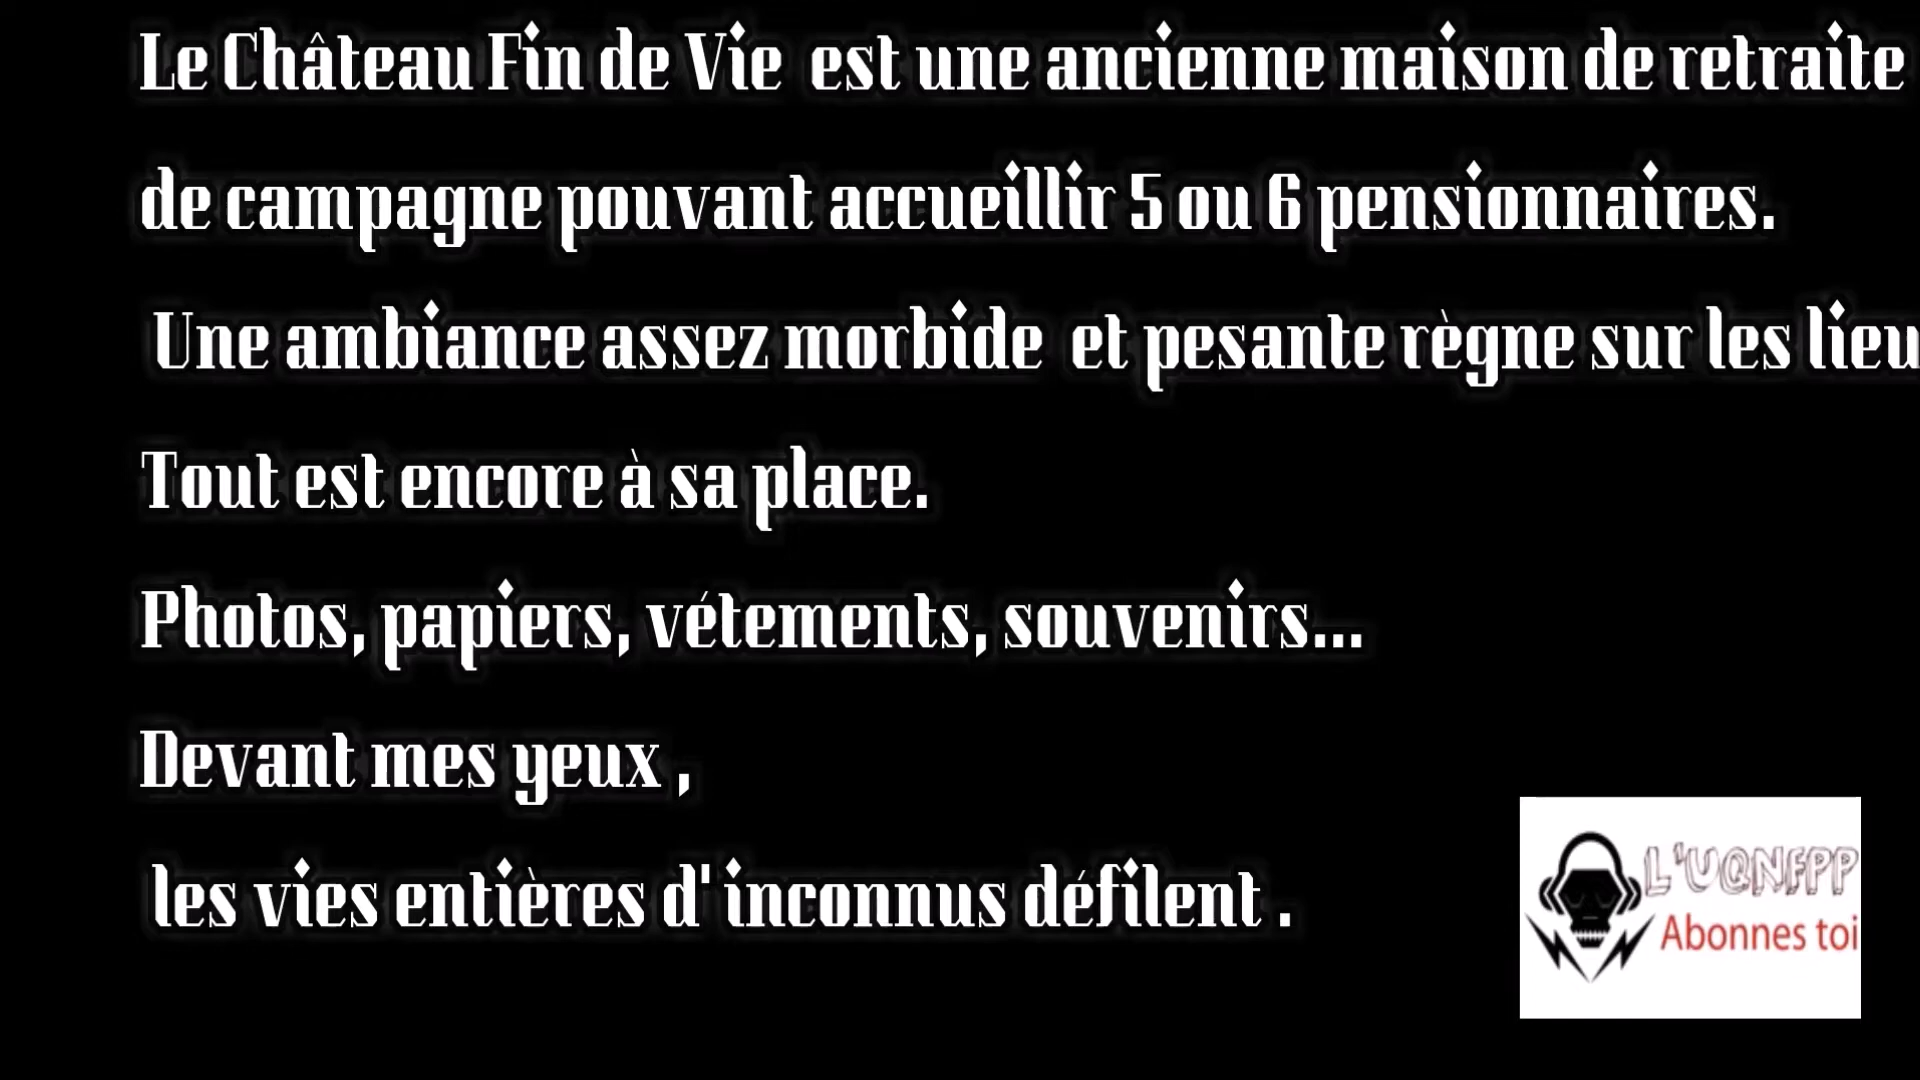 Le Château Fin de Vie est une ancienne maison de retraite
de campagne pouvant accueillir 5 ou 6 pensionnaires.
Une ambiance assez morbide et pesante règne sur les lieu
Tout est encore à sa place.
Photos, papiers, vétements, souvenirs...
Devant mes yeux ,
les vies entières d'inconnus défilent .
L'UQNFPP
Abonnes toi